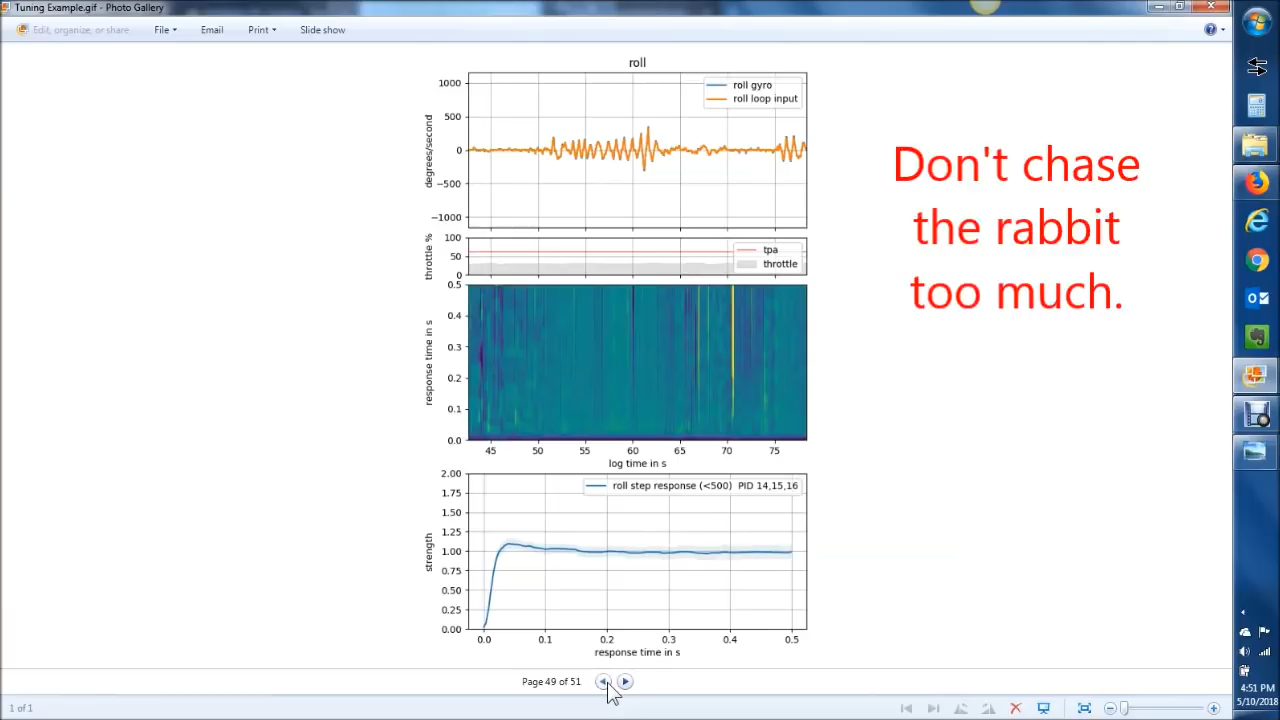 Tuning Example.gif - Photo Gallery
Edit, organize, or share
File
Email
Print
Slide show
roll
1000
500
0
−500
−1000
degrees/second
roll gyro
roll loop input
Don't chase
the rabbit
too much.
100
50
0
throttle %
tpa
throttle
0.5
0.4
0.3
0.2
0.1
0.0
response time in s
45 50 55 60 65 70 75
log time in s
2.00
1.75
1.50
1.25
1.00
0.75
0.50
0.25
0.00
strength
roll step response (<500) PID 14,15,16
0.0 0.1 0.2 0.3 0.4 0.5
response time in s
Page 49 of 51
1 of 1
4:51 PM
5/10/2018